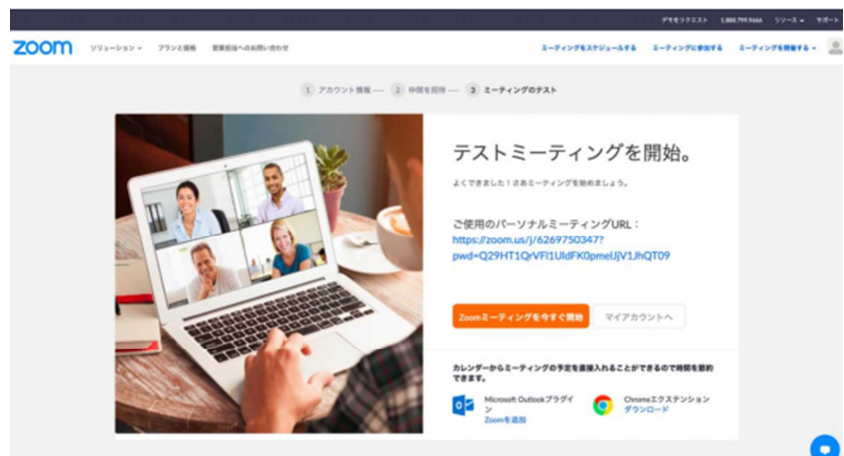 デモをリクエスト 1.888.799.9666 リソース サポート
zoom ソリューション プランと価格 営業担当へのお問い合わせ ミーティングをスケジュールする ミーティングに参加する ミーティングを開催する
1 アカウント情報 — 2 仲間を招待 — 3 ミーティングのテスト
テストミーティングを開始。
よくできました！さあミーティングを始めましょう。
ご使用のパーソナルミーティングURL：
https://zoom.us/j/6269750347?
pwd=Q29HT1QrVFl1UldFK0pmelJjV1JhQT09
Zoomミーティングを今すぐ開始 マイアカウントへ
カレンダーからミーティングの予定を直接入れることができるので時間を節約
できます。
Microsoft Outlookプラグイ
ン
Zoomを追加
Chromeエクステンション
ダウンロード